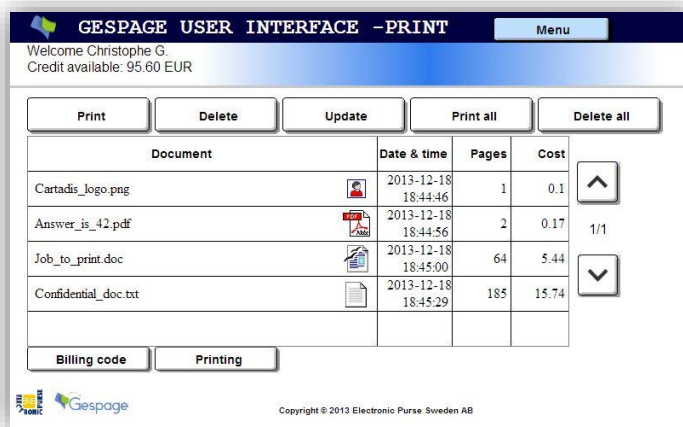 GESPAGE USER INTERFACE -PRINT
Menu
Welcome Christophe G.
Credit available: 95.60 EUR
Print Delete Update Print all Delete all
Document Date & time Pages Cost
Cartadis_logo.png 2013-12-18 18:44:46 1 0.1
Answer_is_42.pdf PDF Adobe 2013-12-18 18:44:56 2 0.17
1/1
Job_to_print.doc 2013-12-18 18:45:00 64 5.44
Confidential_doc.txt 2013-12-18 18:45:29 185 15.74
Billing code Printing
Gespage
Copyright © 2013 Electronic Purse Sweden AB